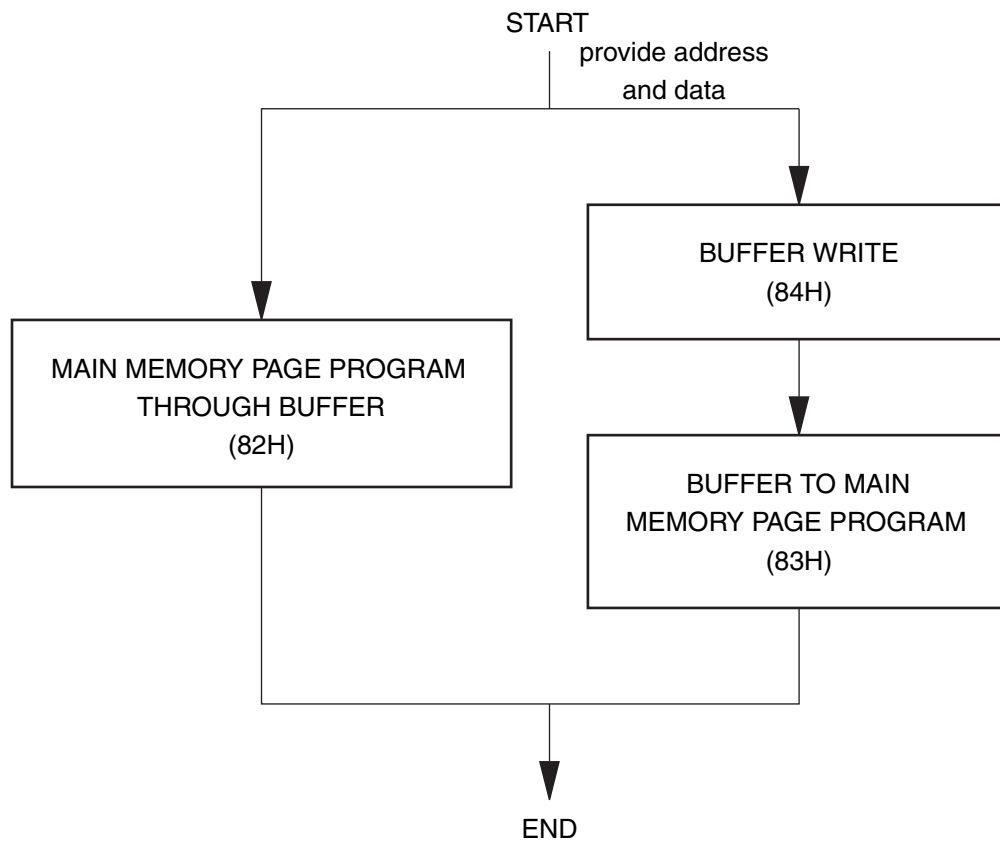 START
provide address
and data
BUFFER WRITE
(84H)
MAIN MEMORY PAGE PROGRAM
THROUGH BUFFER
(82H)
BUFFER TO MAIN
MEMORY PAGE PROGRAM
(83H)
END